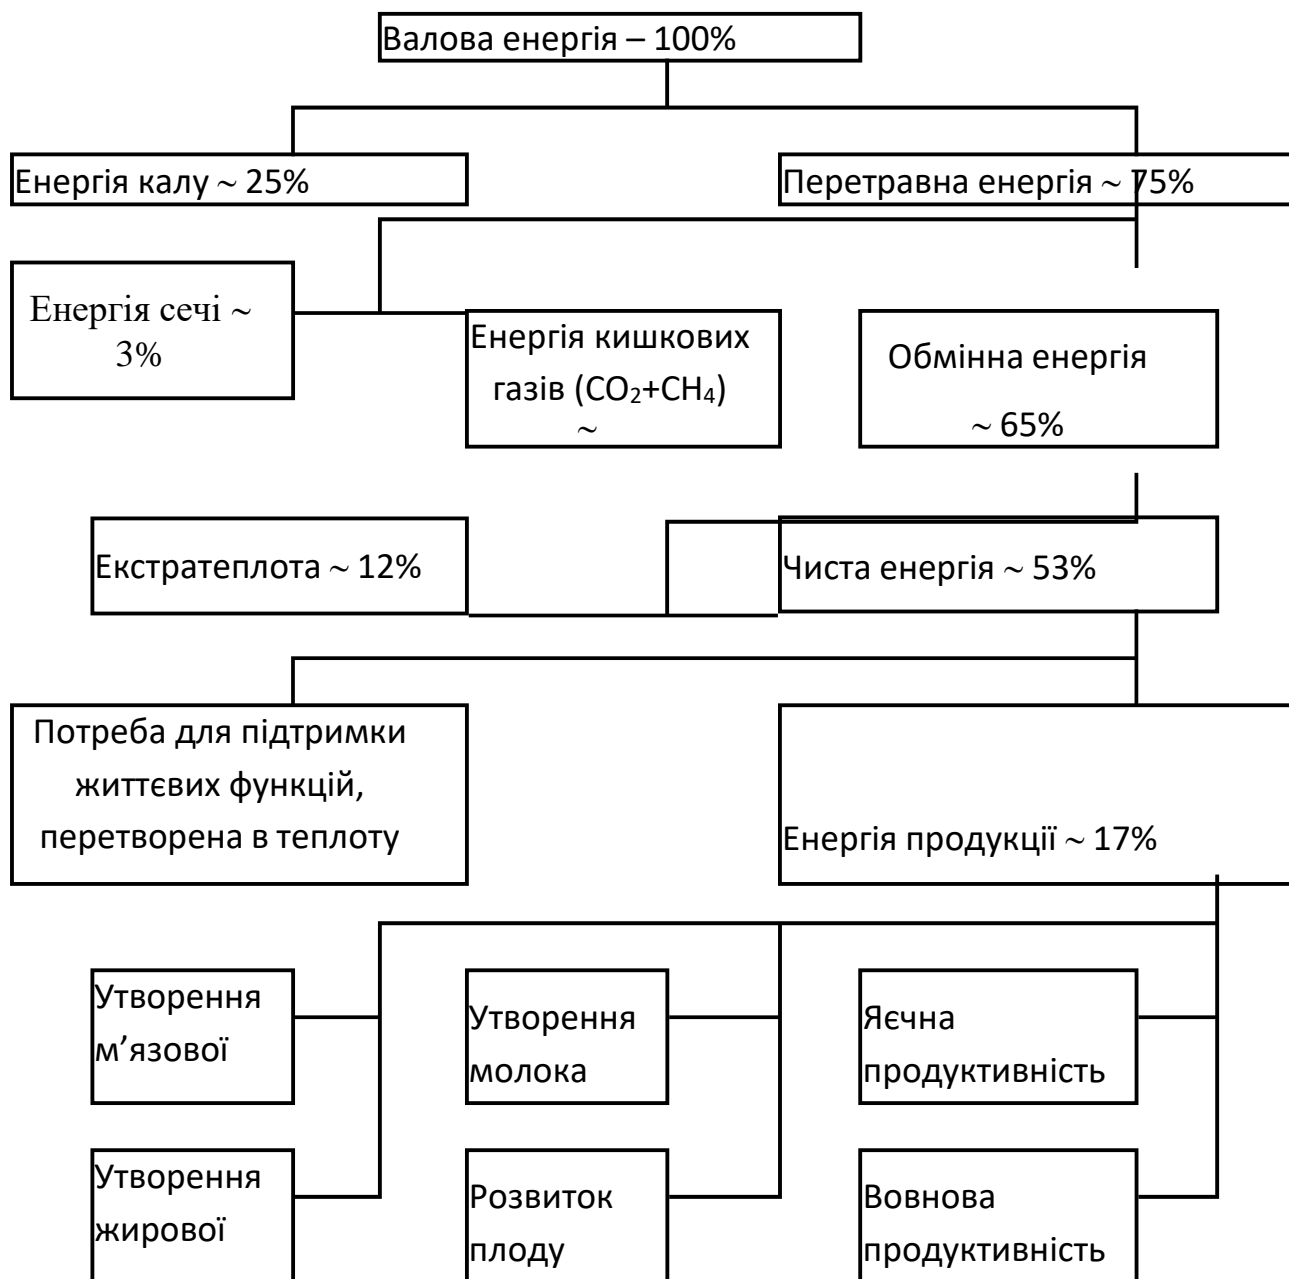 Валова енергія – 100%
Енергія калу ~ 25%
Перетравна енергія ~ 75%
Енергія сечі ~
3%
Енергія кишкових
газів (CO₂+CH₄)
~
Обмінна енергія
~ 65%
Екстратеплота ~ 12%
Чиста енергія ~ 53%
Потреба для підтримки
життєвих функцій,
перетворена в теплоту
Енергія продукції ~ 17%
Утворення
м’язової
Утворення
молока
Яєчна
продуктивність
Утворення
жирової
Розвиток
плоду
Вовнова
продуктивність